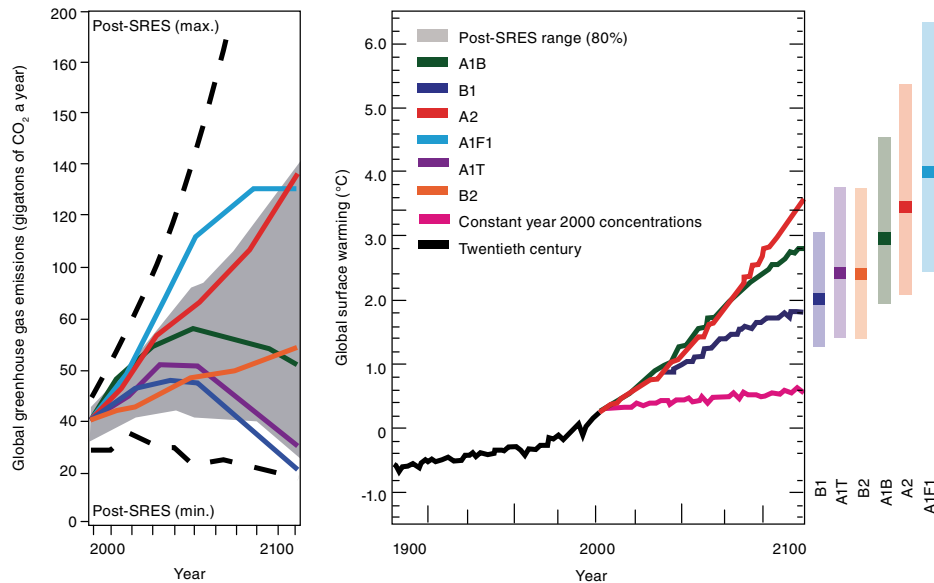 Global greenhouse gas emissions (gigatons of CO2 a year)
200
160
160
150
140
120
100
60
50
40
20
0
Post-SRES (max.)
Post-SRES (min.)
2000
2100
Year
Global surface warming (°C)
6.0
5.0
4.0
3.0
2.0
1.0
0
-1.0
Post-SRES range (80%)
A1B
B1
A2
A1F1
A1T
B2
Constant year 2000 concentrations
Twentieth century
1900
2000
2100
Year
B1
A1T
B2
A1B
A2
A1F1